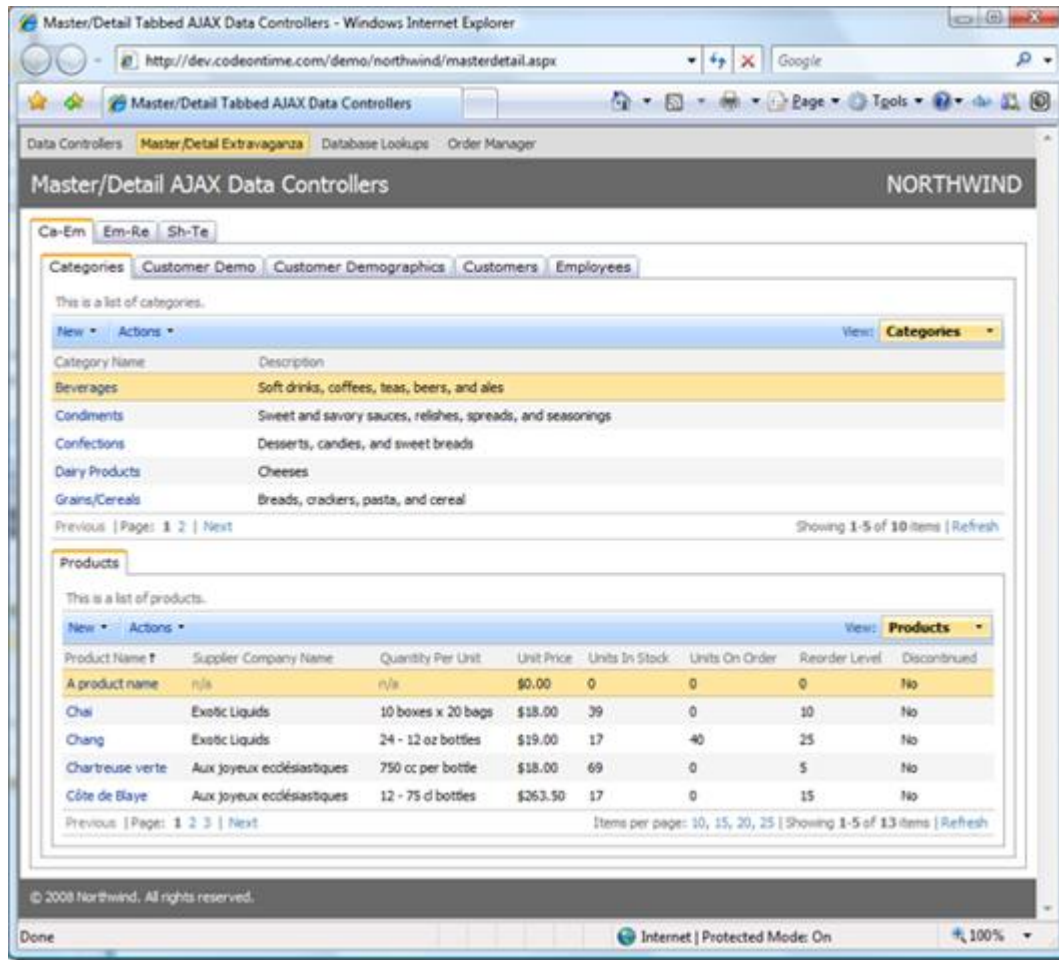 Master/Detail Tabbed AJAX Data Controllers - Windows Internet Explorer
http://dev.codeontime.com/demo/northwind/masterdetail.aspx Google
Master/Detail Tabbed AJAX Data Controllers Page Tools
Data Controllers Master/Detail Extravaganza Database Lookups Order Manager
Master/Detail AJAX Data Controllers NORTHWIND
Ca-Em Em-Re Sh-Te
Categories Customer Demo Customer Demographics Customers Employees
This is a list of categories.
New Actions View: Categories
Category Name Description
Beverages Soft drinks, coffees, teas, beers, and ales
Condiments Sweet and savory sauces, relishes, spreads, and seasonings
Confections Desserts, candies, and sweet breads
Dairy Products Cheeses
Grains/Cereals Breads, crackers, pasta, and cereal
Previous | Page: 1 2 | Next Showing 1-5 of 10 items | Refresh
Products
This is a list of products.
New Actions View: Products
Product Name Supplier Company Name Quantity Per Unit Unit Price Units In Stock Units On Order Reorder Level Discontinued
A product name n/a n/a $0.00 0 0 0 No
Chai Exotic Liquids 10 boxes x 20 bags $18.00 39 0 10 No
Chang Exotic Liquids 24 - 12 oz bottles $19.00 17 40 25 No
Chartreuse verte Aux joyeux ecclésiastiques 750 cc per bottle $18.00 69 0 5 No
Côte de Blaye Aux joyeux ecclésiastiques 12 - 75 cl bottles $263.50 17 0 15 No
Previous | Page: 1 2 3 | Next Items per page: 10, 15, 20, 25 | Showing 1-5 of 13 items | Refresh
© 2008 Northwind. All rights reserved.
Done Internet | Protected Mode: On 100%